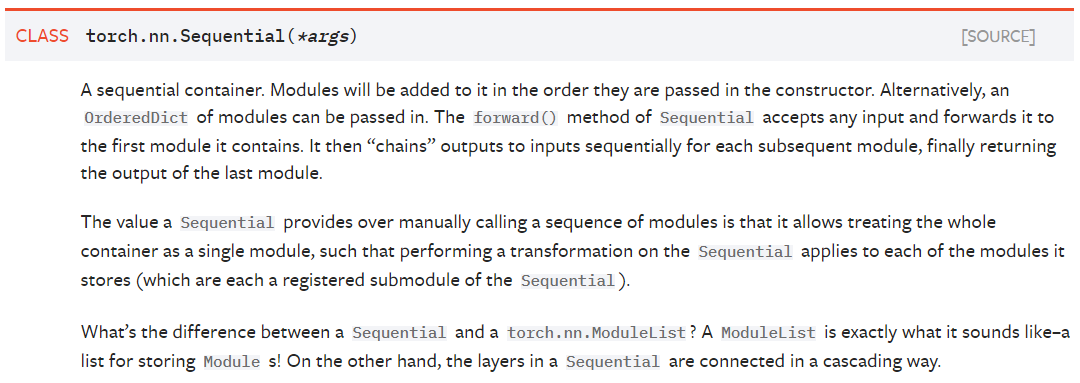 CLASS torch.nn.Sequential(*args) [SOURCE]
A sequential container. Modules will be added to it in the order they are passed in the constructor. Alternatively, an
OrderedDict of modules can be passed in. The forward() method of Sequential accepts any input and forwards it to
the first module it contains. It then “chains” outputs to inputs sequentially for each subsequent module, finally returning
the output of the last module.
The value a Sequential provides over manually calling a sequence of modules is that it allows treating the whole
container as a single module, such that performing a transformation on the Sequential applies to each of the modules it
stores (which are each a registered submodule of the Sequential ).
What’s the difference between a Sequential and a torch.nn.ModuleList ? A ModuleList is exactly what it sounds like–a
list for storing Module s! On the other hand, the layers in a Sequential are connected in a cascading way.